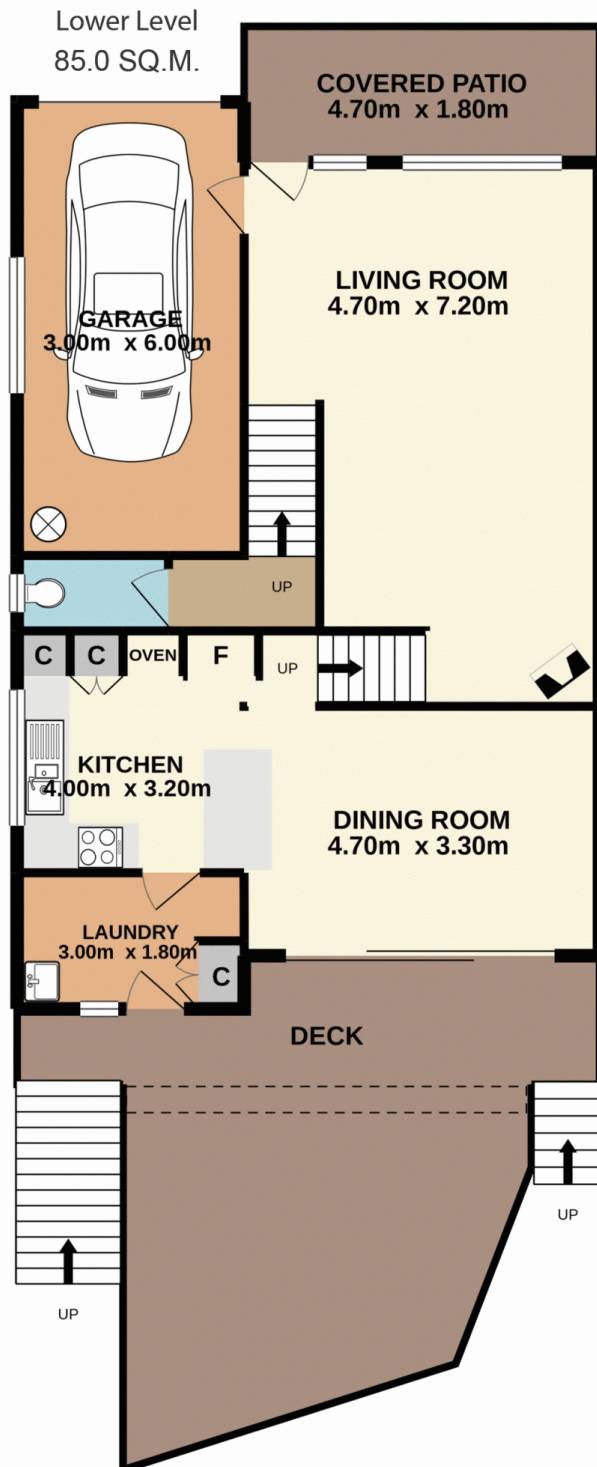 Lower Level
85.0 SQ.M.
COVERED PATIO
4.70m x 1.80m
LIVING ROOM
4.70m x 7.20m
GARAGE
3.00m x 6.00m
UP
C
C
OVEN
F
UP
KITCHEN
4.00m x 3.20m
DINING ROOM
4.70m x 3.30m
LAUNDRY
3.00m x 1.80m
C
DECK
UP
UP